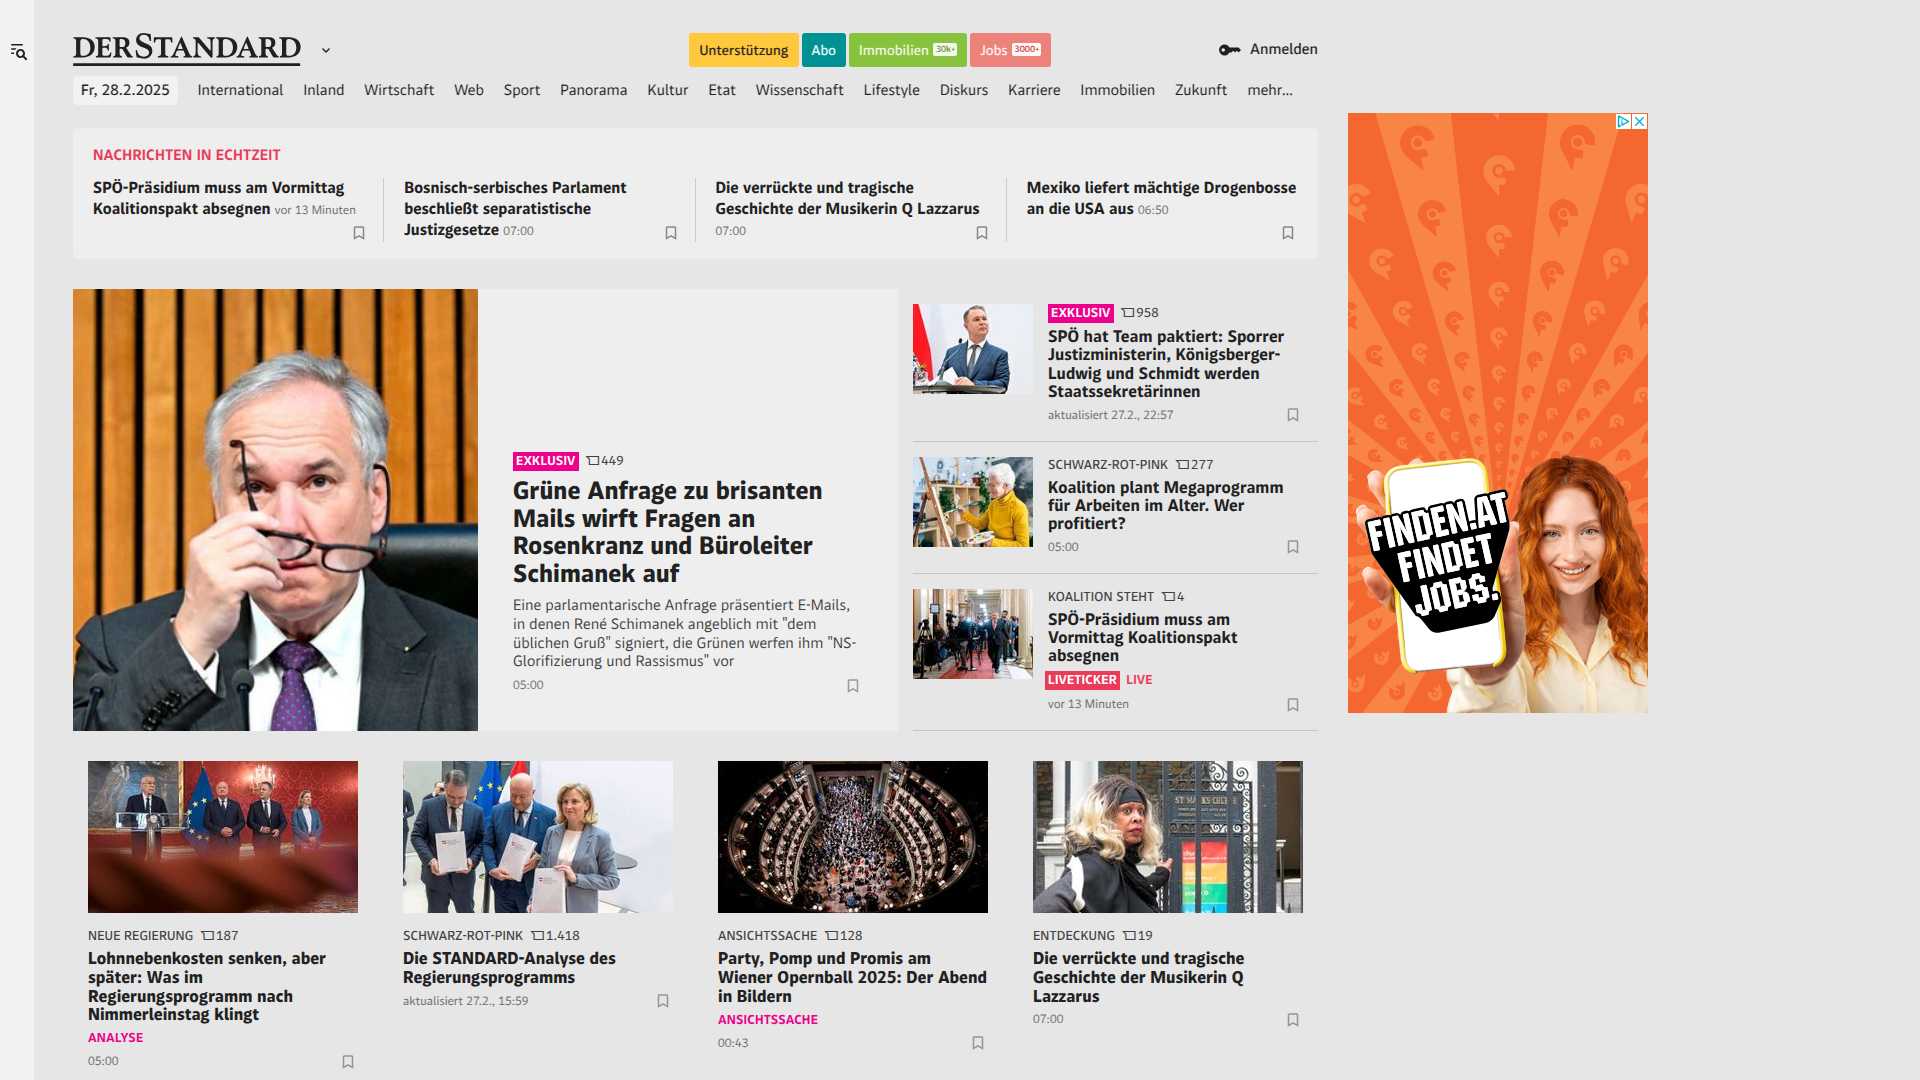 DERSTANDARD
Unterstützung
Abo
Immobilien 30k+
Jobs 3000+
Anmelden
Fr, 28.2.2025
International
Inland
Wirtschaft
Web
Sport
Panorama
Kultur
Etat
Wissenschaft
Lifestyle
Diskurs
Karriere
Immobilien
Zukunft
mehr...
NACHRICHTEN IN ECHTZEIT
SPÖ-Präsidium muss am Vormittag
Koalitionspakt absegnen vor 13 Minuten
Bosnisch-serbisches Parlament
beschließt separatistische
Justizgesetze 07:00
Die verrückte und tragische
Geschichte der Musikerin Q Lazzarus
07:00
Mexiko liefert mächtige Drogenbosse
an die USA aus 06:50
EXKLUSIV 449
Grüne Anfrage zu brisanten
Mails wirft Fragen an
Rosenkranz und Büroleiter
Schimanek auf
Eine parlamentarische Anfrage präsentiert E-Mails,
in denen René Schimanek angeblich mit "dem
üblichen Gruß" signiert, die Grünen werfen ihm "NS-
Glorifizierung und Rassismus" vor
05:00
EXKLUSIV 958
SPÖ hat Team paktiert: Sporrer
Justizministerin, Königsberger-
Ludwig und Schmidt werden
Staatssekretärinnen
aktualisiert 27.2., 22:57
SCHWARZ-ROT-PINK 277
Koalition plant Megaprogramm
für Arbeiten im Alter. Wer
profitiert?
05:00
KOALITION STEHT 4
SPÖ-Präsidium muss am
Vormittag Koalitionspakt
absegnen
LIVETICKER LIVE
vor 13 Minuten
FINDEN.AT
FINDET
JOBS.
NEUE REGIERUNG 187
Lohnnebenkosten senken, aber
später: Was im
Regierungsprogramm nach
Nimmerleinstag klingt
ANALYSE
05:00
SCHWARZ-ROT-PINK 1.418
Die STANDARD-Analyse des
Regierungsprogramms
aktualisiert 27.2., 15:59
ANSICHTSSACHE 128
Party, Pomp und Promis am
Wiener Opernball 2025: Der Abend
in Bildern
ANSICHTSSACHE
00:43
ENTDECKUNG 19
Die verrückte und tragische
Geschichte der Musikerin Q
Lazzarus
07:00